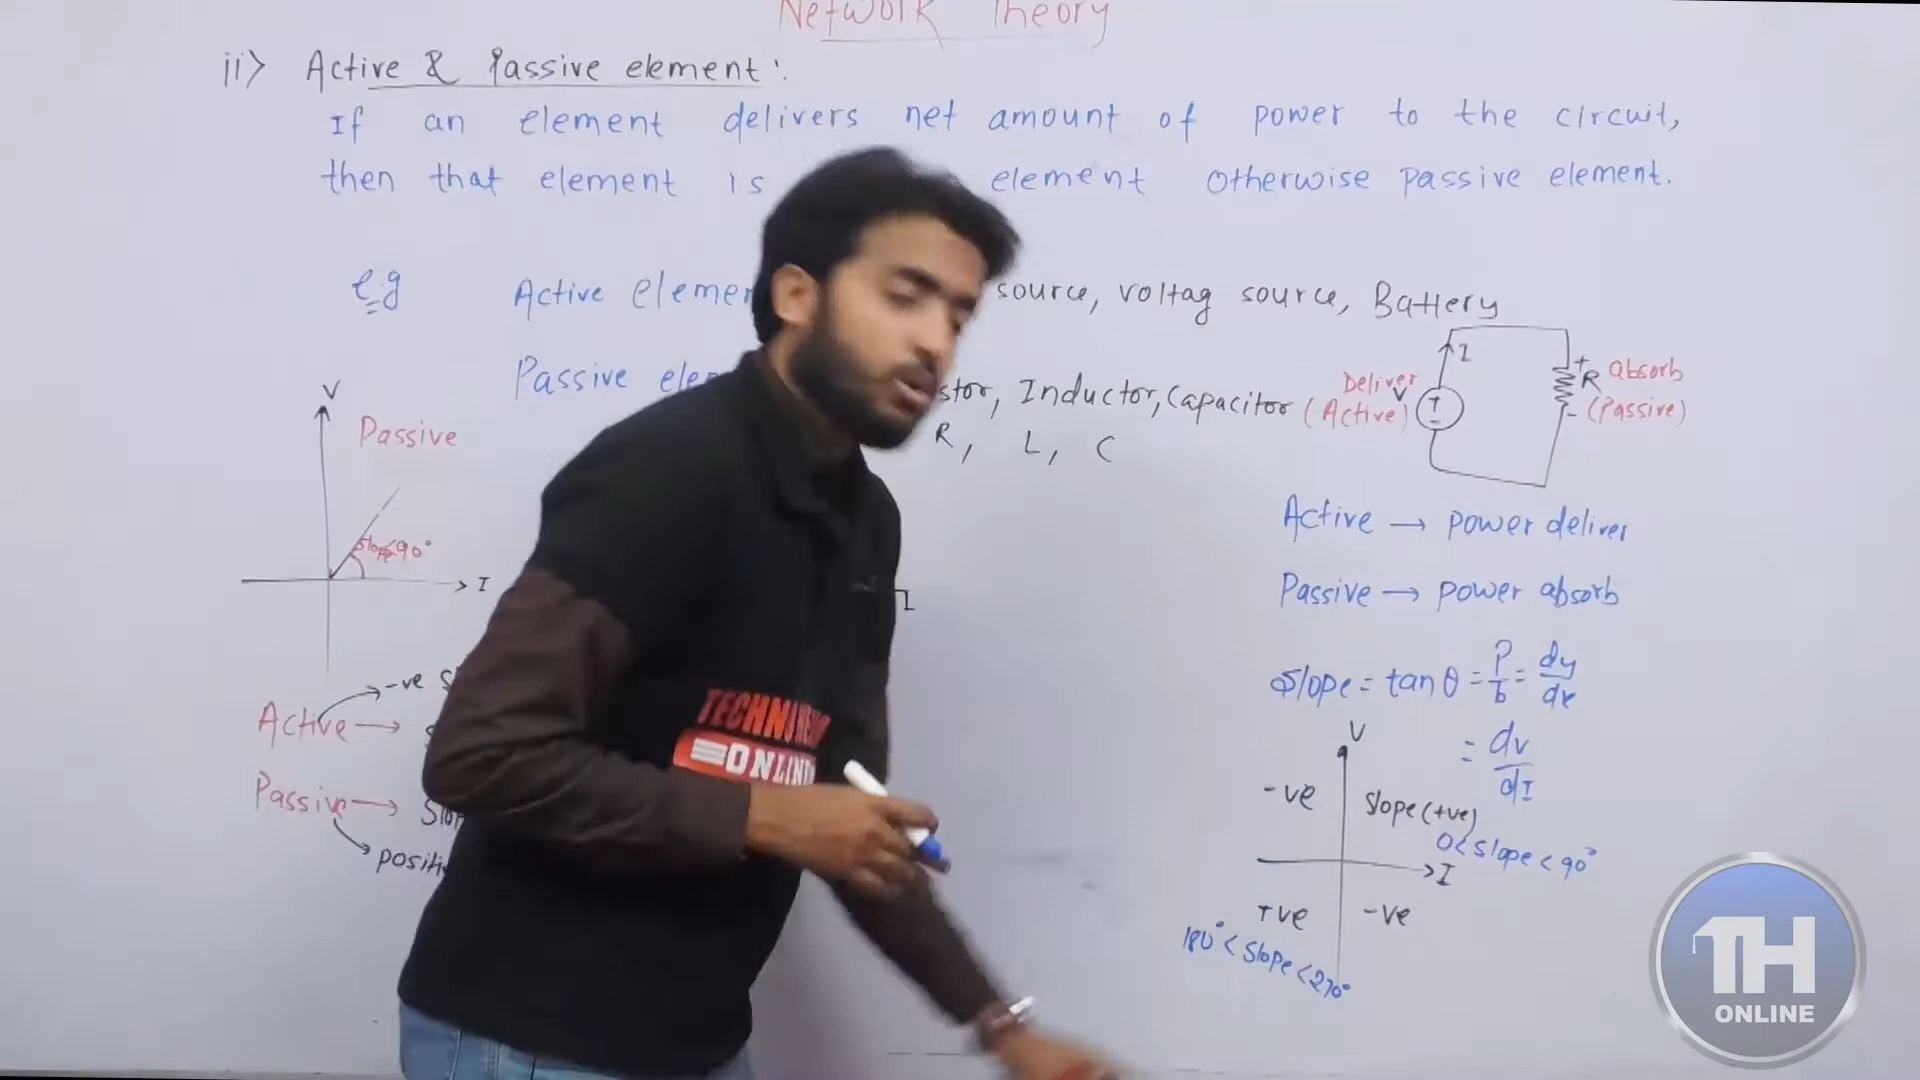 Network Theory
ii> Active & Passive element:
If an element delivers net amount of power to the circuit,
then that element is element otherwise passive element.
e.g Active source, voltag source, Battery
Passive Inductor, Capacitor
R, L, C
V
Passive
slope<90°
I
-ve
Active →
Passive →
I
Deliver
(Active)
V
I
+
-
+
-
R absorb
(Passive)
Active → power deliver
Passive → power absorb
Slope = tan θ = P/b = dy/dx
= dv/dI
V
-ve slope (+ve)
0 < slope < 90°
I
+ve -ve
180° < slope < 270°
TECHNO
ONLINE
TH
ONLINE